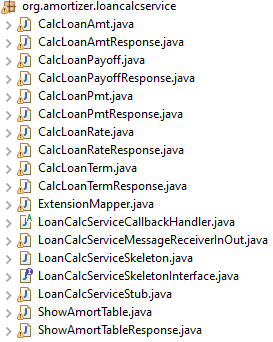 org.amortizer.loancalcservice
CalcLoanAmt.java
CalcLoanAmtResponse.java
CalcLoanPayoff.java
CalcLoanPayoffResponse.java
CalcLoanPmt.java
CalcLoanPmtResponse.java
CalcLoanRate.java
CalcLoanRateResponse.java
CalcLoanTerm.java
CalcLoanTermResponse.java
ExtensionMapper.java
LoanCalcServiceCallbackHandler.java
LoanCalcServiceMessageReceiverInOut.java
LoanCalcServiceSkeleton.java
LoanCalcServiceSkeletonInterface.java
LoanCalcServiceStub.java
ShowAmortTable.java
ShowAmortTableResponse.java